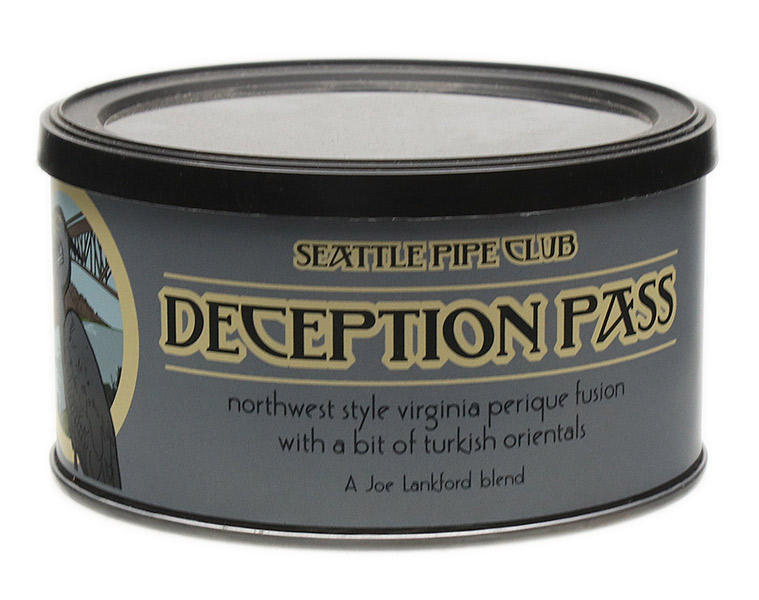 SEATTLE PIPE CLUB
DECEPTION PASS
northwest style virginia perique fusion
with a bit of turkish orientals
A Joe Lankford blend